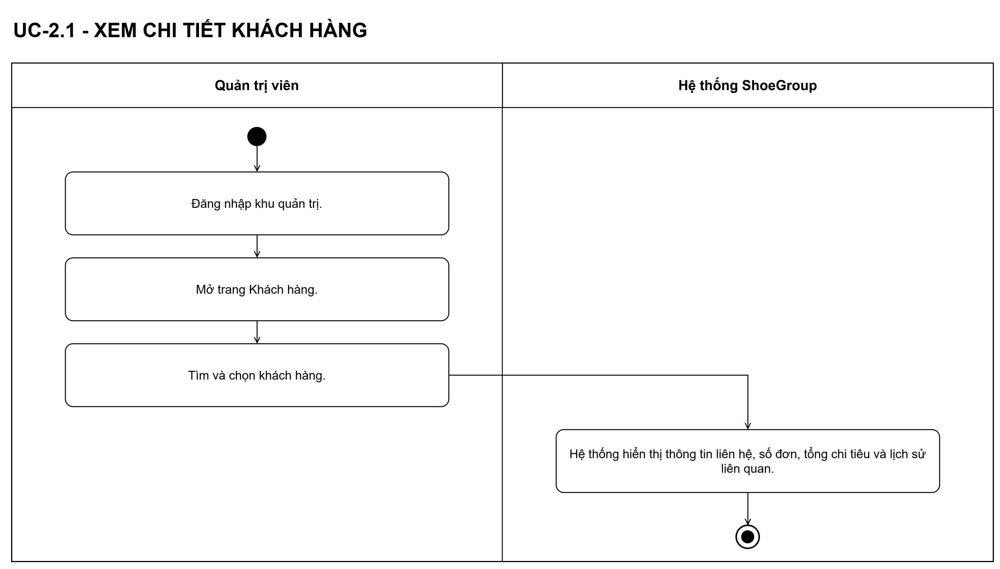 UC-2.1 - XEM CHI TIẾT KHÁCH HÀNG
Quản trị viên
Hệ thống ShoeGroup
Đăng nhập khu quản trị.
Mở trang Khách hàng.
Tìm và chọn khách hàng.
Hệ thống hiển thị thông tin liên hệ, số đơn, tổng chi tiêu và lịch sử
liên quan.